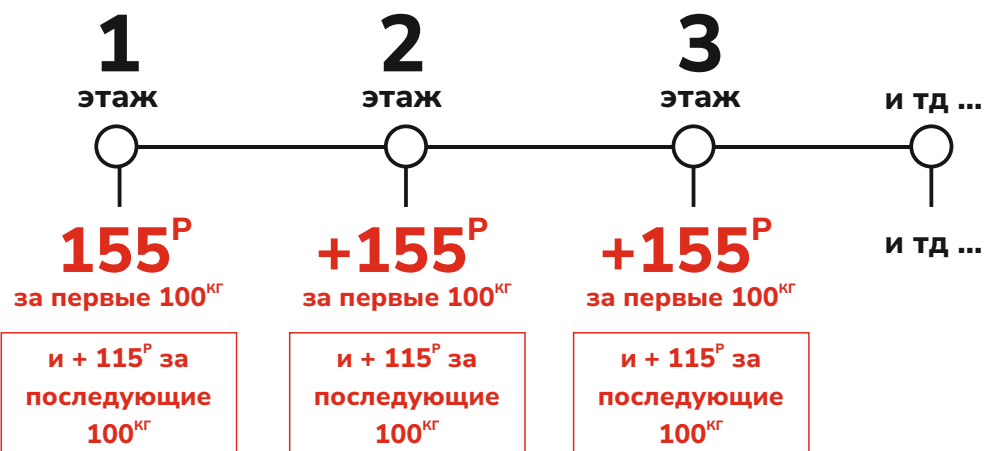 1
этаж
2
этаж
3
этаж
и тд ...
155Р
за первые 100кг
+155Р
за первые 100кг
+155Р
за первые 100кг
и тд ...
и + 115Р за
последующие
100кг
и + 115Р за
последующие
100кг
и + 115Р за
последующие
100кг